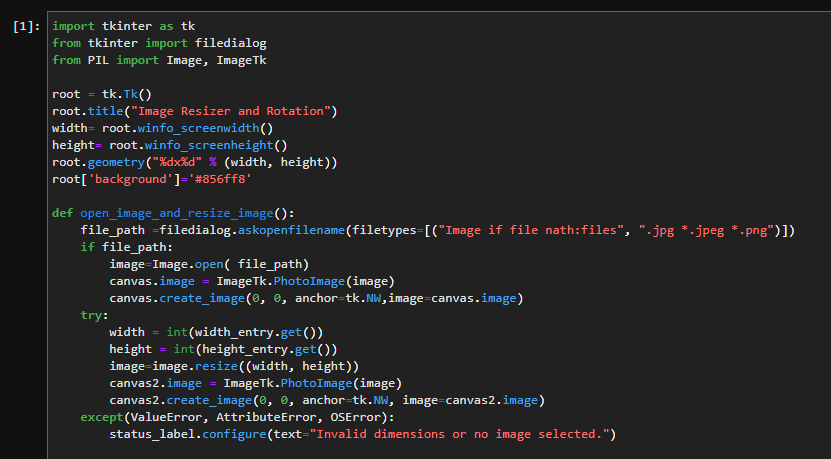 [1]: import tkinter as tk
from tkinter import filedialog
from PIL import Image, ImageTk
root = tk.Tk()
root.title("Image Resizer and Rotation")
width= root.winfo_screenwidth()
height= root.winfo_screenheight()
root.geometry("%dx%d" % (width, height))
root['background']='#856ff8'
def open_image_and_resize_image():
    file_path =filedialog.askopenfilename(filetypes=[("Image if file nath:files", ".jpg *.jpeg *.png")])
    if file_path:
        image=Image.open( file_path)
        canvas.image = ImageTk.PhotoImage(image)
        canvas.create_image(0, 0, anchor=tk.NW,image=canvas.image)
    try:
        width = int(width_entry.get())
        height = int(height_entry.get())
        image=image.resize((width, height))
        canvas2.image = ImageTk.PhotoImage(image)
        canvas2.create_image(0, 0, anchor=tk.NW, image=canvas2.image)
    except(ValueError, AttributeError, OSError):
        status_label.configure(text="Invalid dimensions or no image selected.")